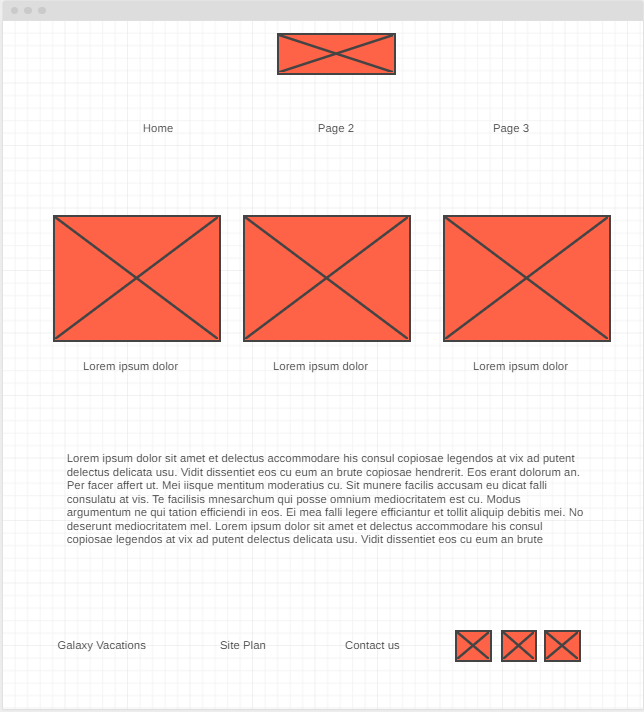 Home Page 2 Page 3
Lorem ipsum dolor Lorem ipsum dolor Lorem ipsum dolor
Lorem ipsum dolor sit amet et delectus accommodare his consul copiosae legendos at vix ad putent
delectus delicata usu. Vidit dissentiet eos cu eum an brute copiosae hendrerit. Eos erant dolorum an.
Per facer affert ut. Mei iisque mentitum moderatius cu. Sit munere facilis accusam eu dicat falli
consulatu at vis. Te facilisis mnesarchum qui posse omnium mediocritatem est cu. Modus
argumentum ne qui tation efficiendi in eos. Ei mea falli legere efficiantur et tollit aliquip debitis mei. No
deserunt mediocritatem mel. Lorem ipsum dolor sit amet et delectus accommodare his consul
copiosae legendos at vix ad putent delectus delicata usu. Vidit dissentiet eos cu eum an brute
Galaxy Vacations Site Plan Contact us